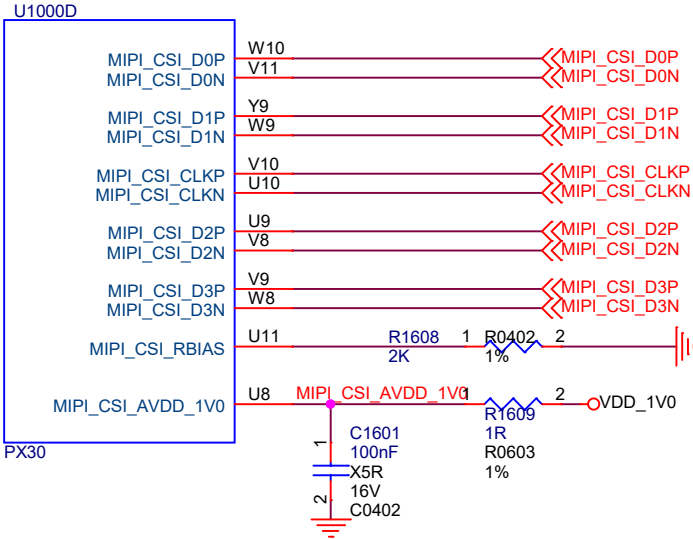 U1000D
MIPI_CSI_D0P W10 MIPI_CSI_D0P
MIPI_CSI_D0N V11 MIPI_CSI_D0N
MIPI_CSI_D1P Y9 MIPI_CSI_D1P
MIPI_CSI_D1N W9 MIPI_CSI_D1N
MIPI_CSI_CLKP V10 MIPI_CSI_CLKP
MIPI_CSI_CLKN U10 MIPI_CSI_CLKN
MIPI_CSI_D2P U9 MIPI_CSI_D2P
MIPI_CSI_D2N V8 MIPI_CSI_D2N
MIPI_CSI_D3P V9 MIPI_CSI_D3P
MIPI_CSI_D3N W8 MIPI_CSI_D3N
MIPI_CSI_RBIAS U11 R1608 1 R0402 2
2K 1%
MIPI_CSI_AVDD_1V0 U8 MIPI_CSI_AVDD_1V0 1 2 VDD_1V0
R1609
1R
R0603
1%
PX30
1 C1601
100nF
X5R
2 16V
C0402